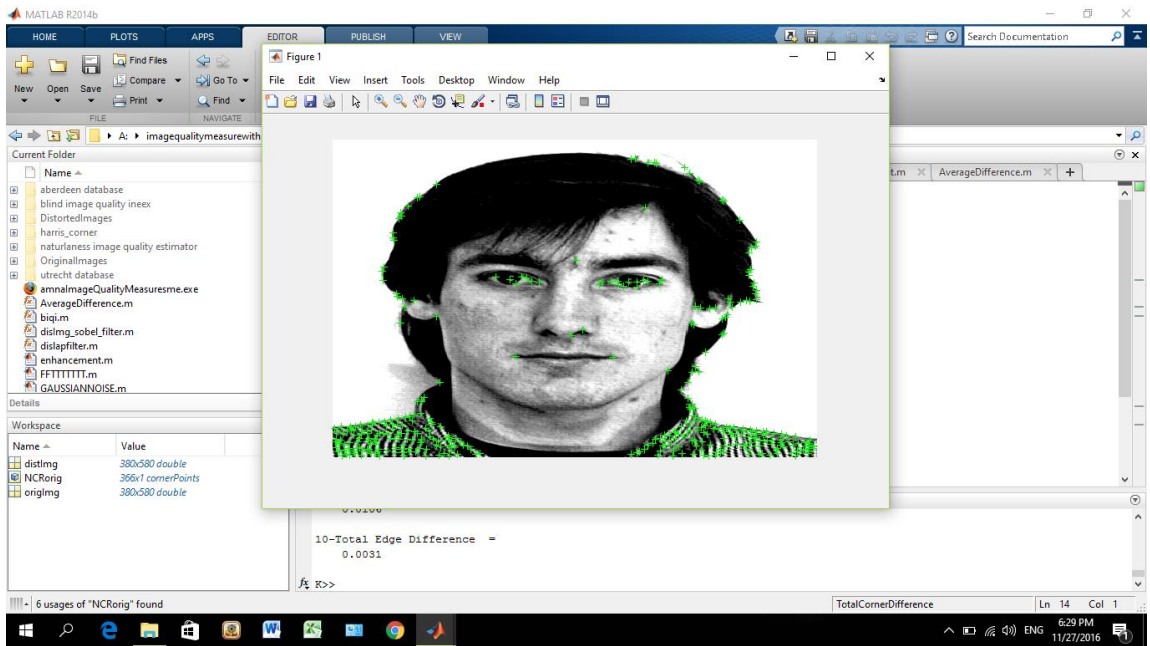 MATLAB R2014b
HOME PLOTS APPS EDITOR PUBLISH VIEW
Search Documentation
Figure 1
File Edit View Insert Tools Desktop Window Help
New Open Save
Find Files
Compare
Print
Go To
Find
FILE NAVIGATE
A: imagequalitymeasurewith
Current Folder
Name
t.m AverageDifference.m
aberdeen database
blind image quality ineex
DistortedImages
harris_corner
naturlaness image quality estimator
OriginalImages
utrecht database
amnaImageQualityMeasuresme.exe
AverageDifference.m
biqi.m
disImg_sobel_filter.m
dislapfilter.m
enhancement.m
FFTTTTTT.m
GAUSSIANNOISE.m
Details
Workspace
Name Value
distImg 380x580 double
NCRorig 366x1 cornerPoints
origImg 380x580 double
0.0106
10-Total Edge Difference =
0.0031
fx K>>
6 usages of "NCRorig" found
TotalCornerDifference Ln 14 Col 1
ENG 6:29 PM
11/27/2016